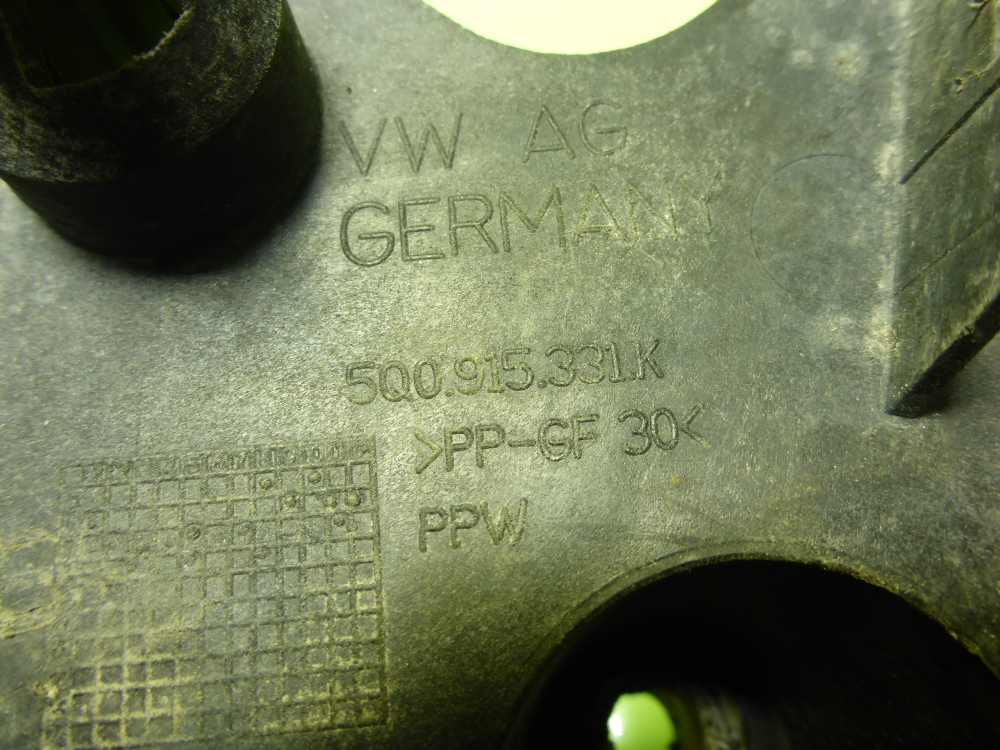 VW AG
GERMANY
5Q0.915.331.K
>PP-GF 30<
PPW